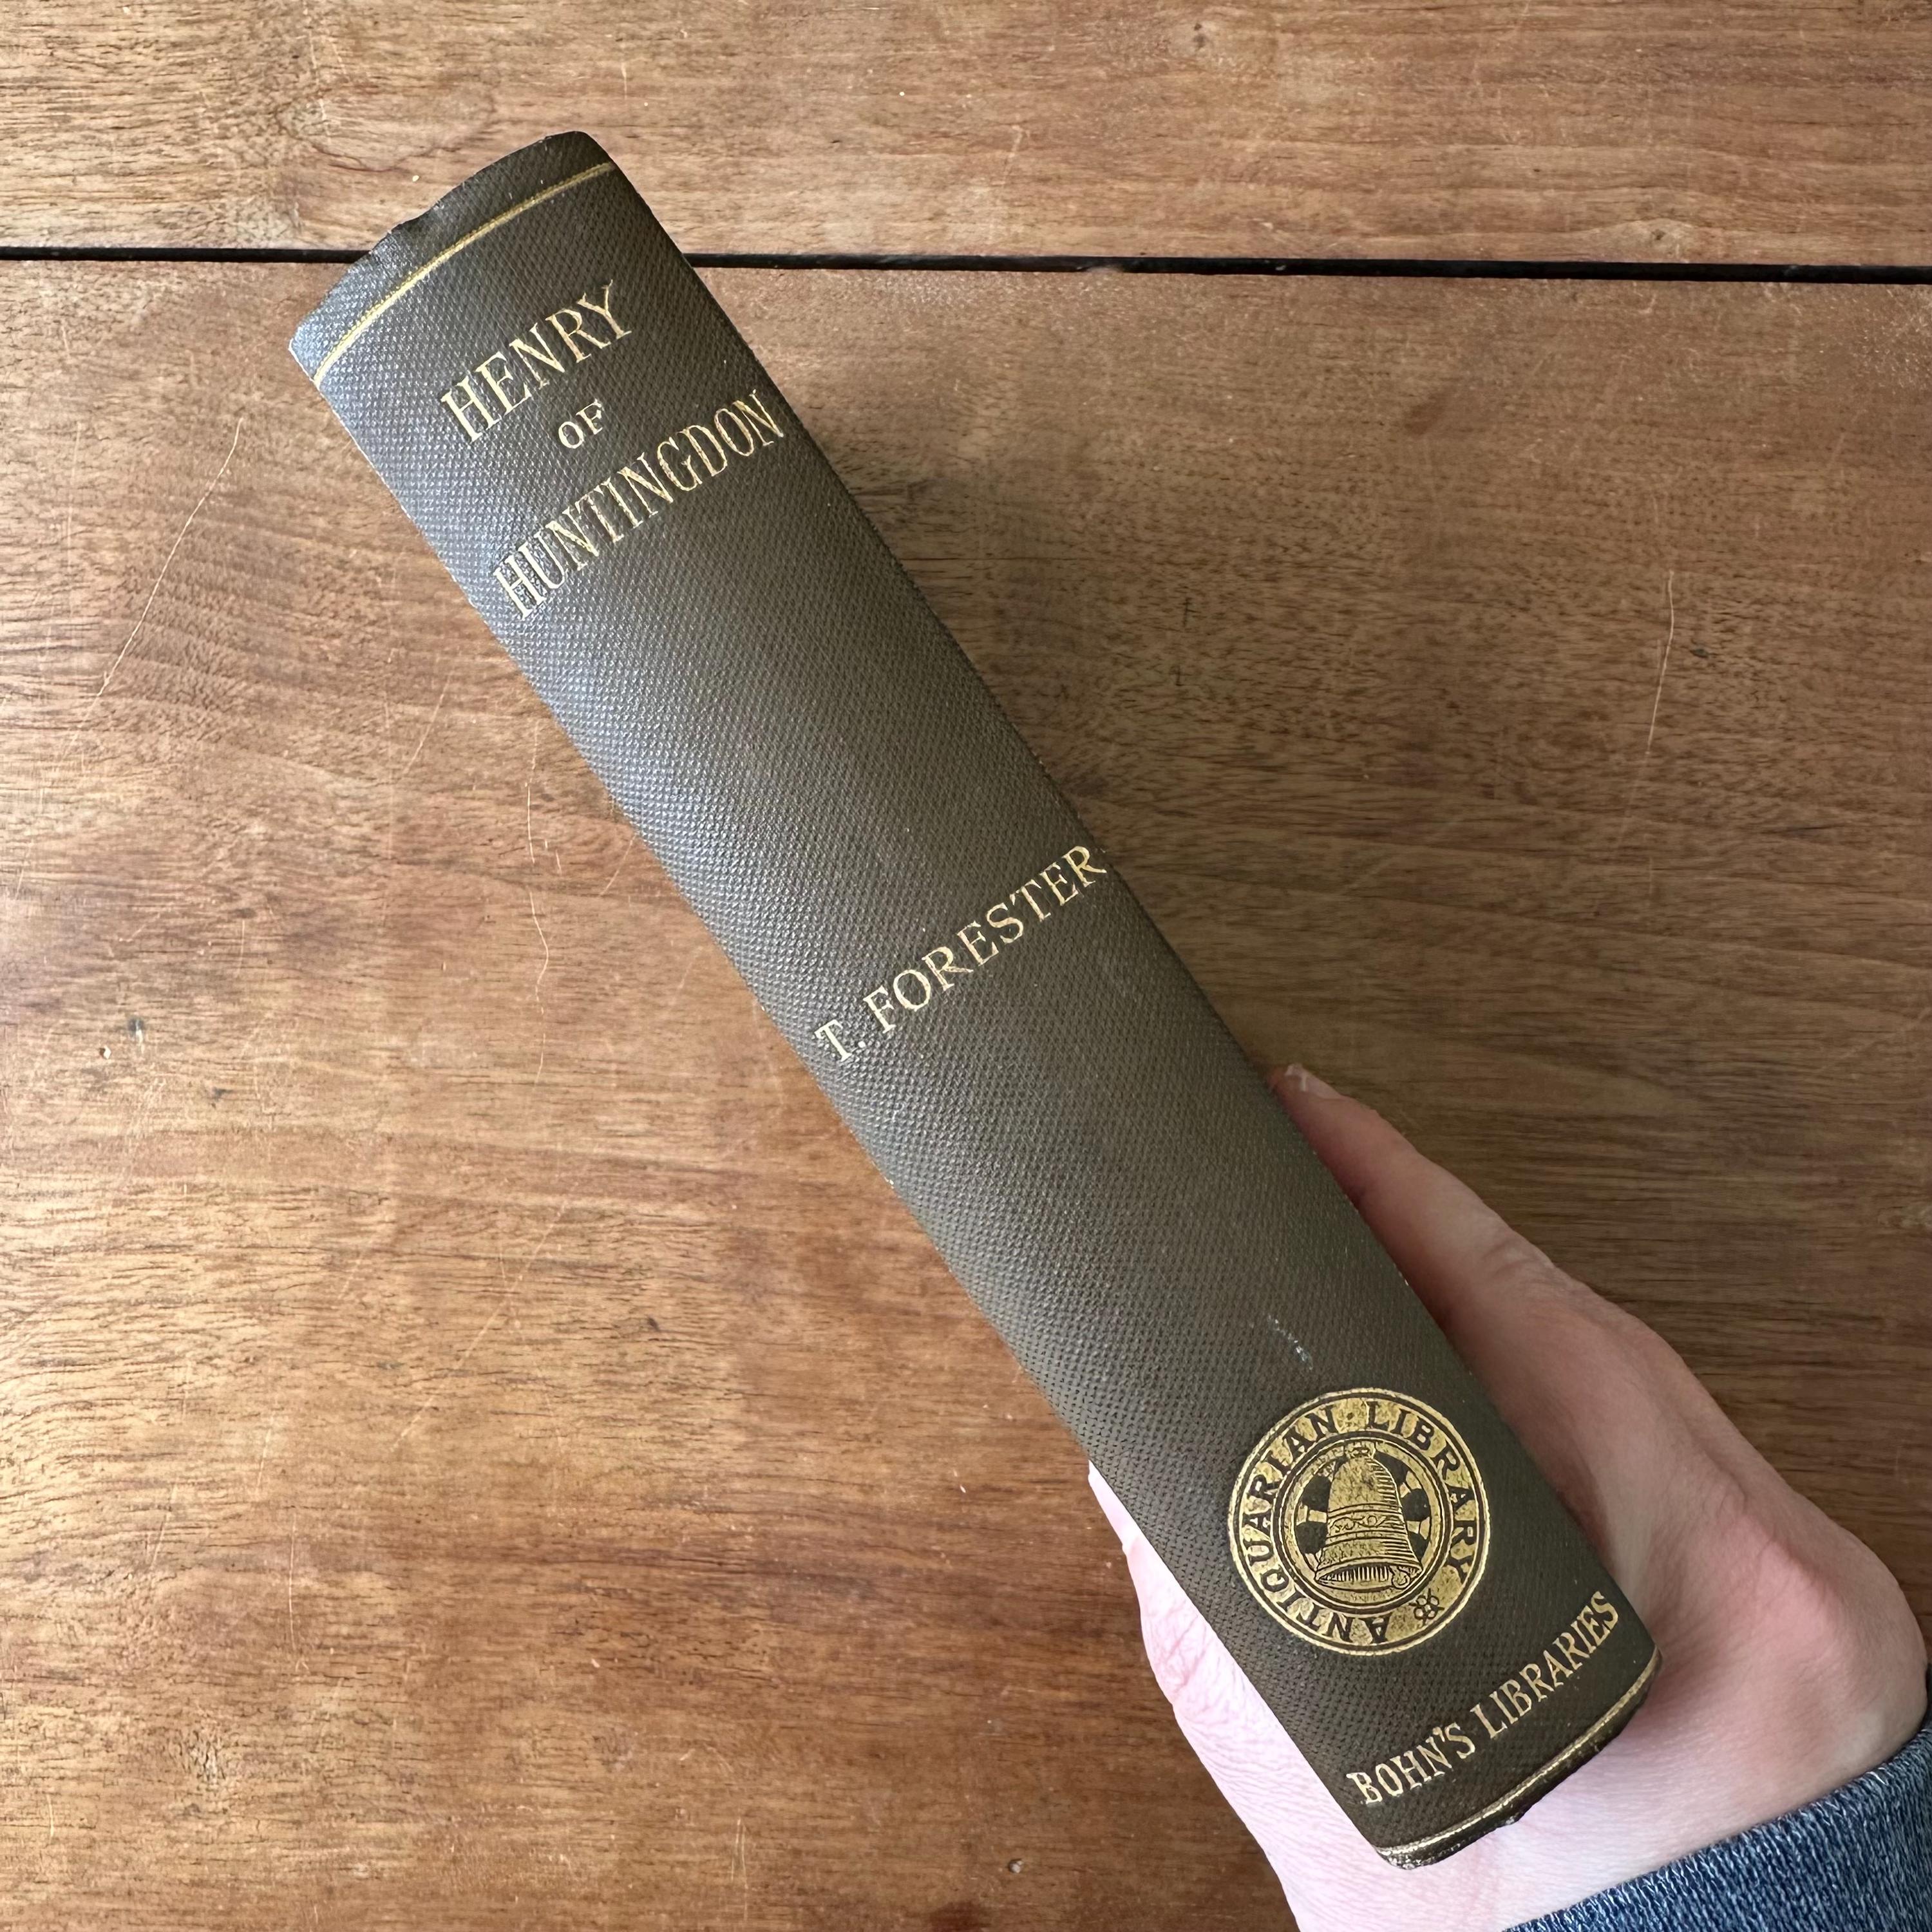 HENRY
OF
HUNTINGDON
T. FORESTER
ANTIQUARIAN · LIBRARY
BOHN'S LIBRARIES